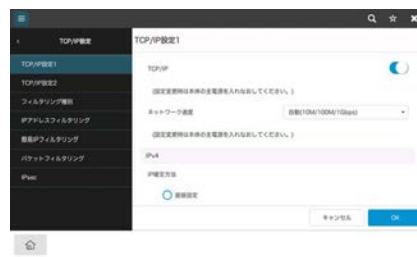 TCP/IP設定
TCP/IP設定1
TCP/IP設定1
TCP/IP設定2
フィルタリング種別
IPアドレスフィルタリング
簡易IPフィルタリング
パケットフィルタリング
IPsec
TCP/IP
(設定変更時は本体の主電源を入れなおしてください。)
ネットワーク速度
自動(10M/100M/1Gbps)
(設定変更時は本体の主電源を入れなおしてください。)
IPv4
IP確定方法
直接設定
キャンセル
OK